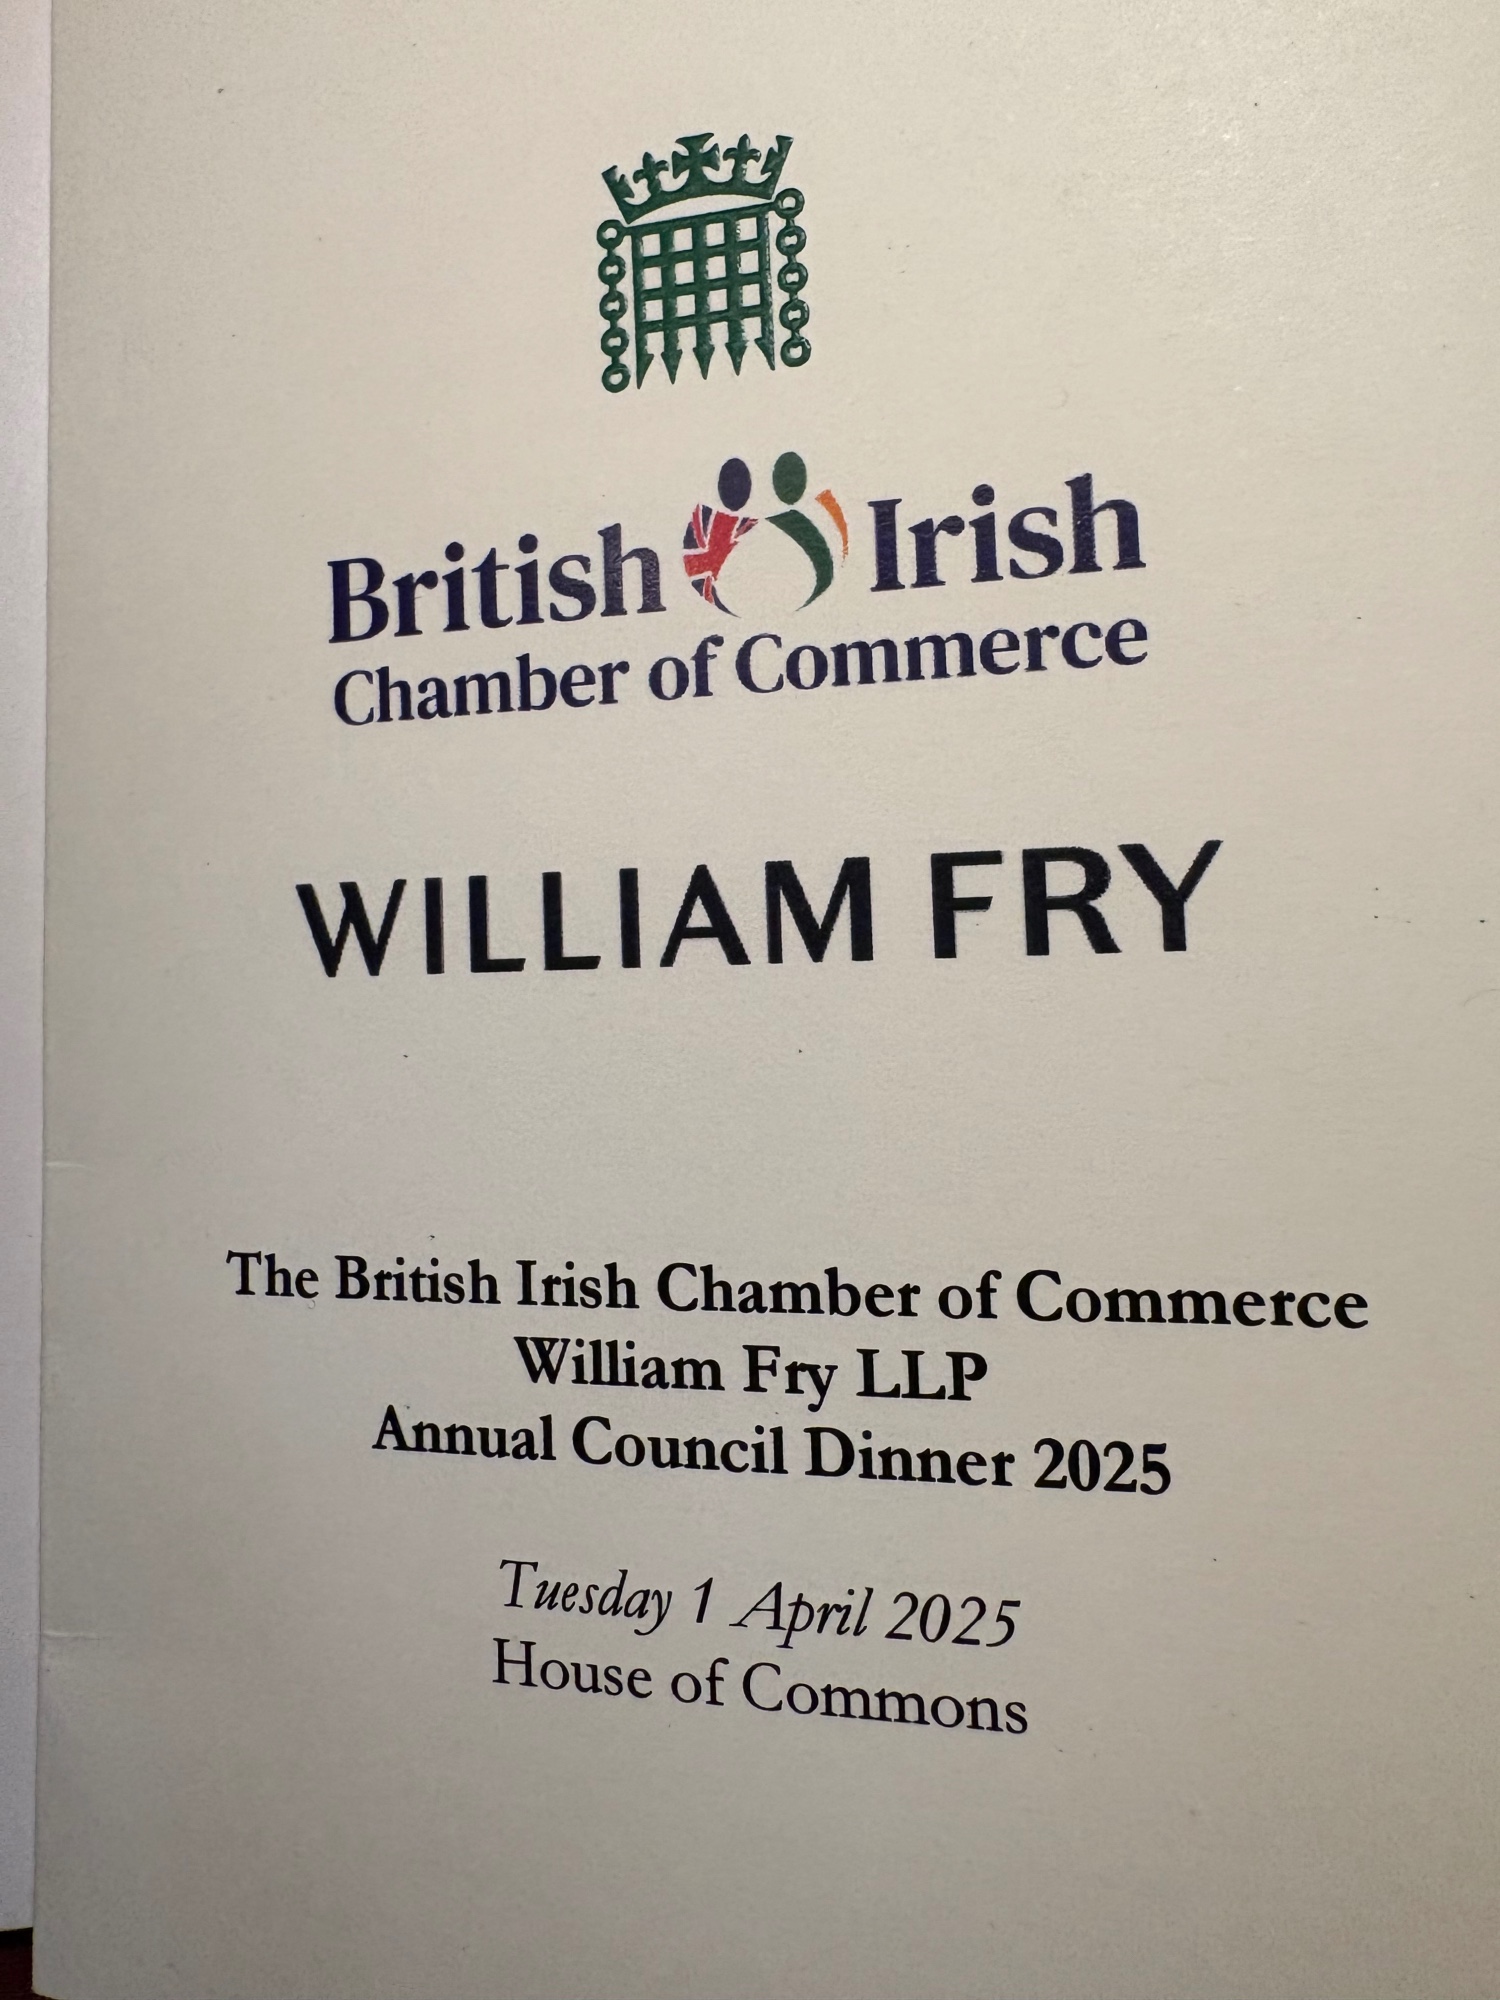 British Irish
Chamber of Commerce
WILLIAM FRY
The British Irish Chamber of Commerce
William Fry LLP
Annual Council Dinner 2025
Tuesday 1 April 2025
House of Commons